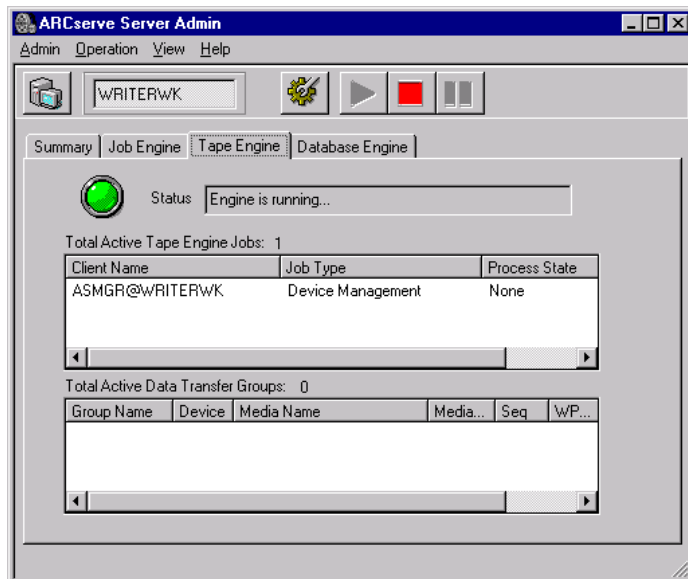 ARCserve Server Admin
Admin Operation View Help
WRITERWK
Summary Job Engine Tape Engine Database Engine
Status Engine is running...
Total Active Tape Engine Jobs: 1
Client Name Job Type Process State
ASMGR@WRITERWK Device Management None
Total Active Data Transfer Groups: 0
Group Name Device Media Name Media... Seq WP...